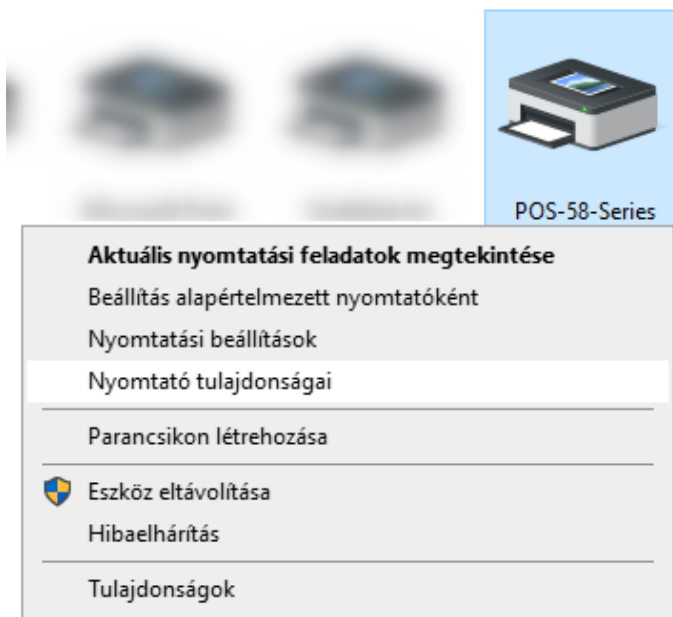 POS-58-Series
Aktuális nyomtatási feladatok megtekintése
Beállítás alapértelmezett nyomtatóként
Nyomtatási beállítások
Nyomtató tulajdonságai
Parancsikon létrehozása
Eszköz eltávolítása
Hibaelhárítás
Tulajdonságok